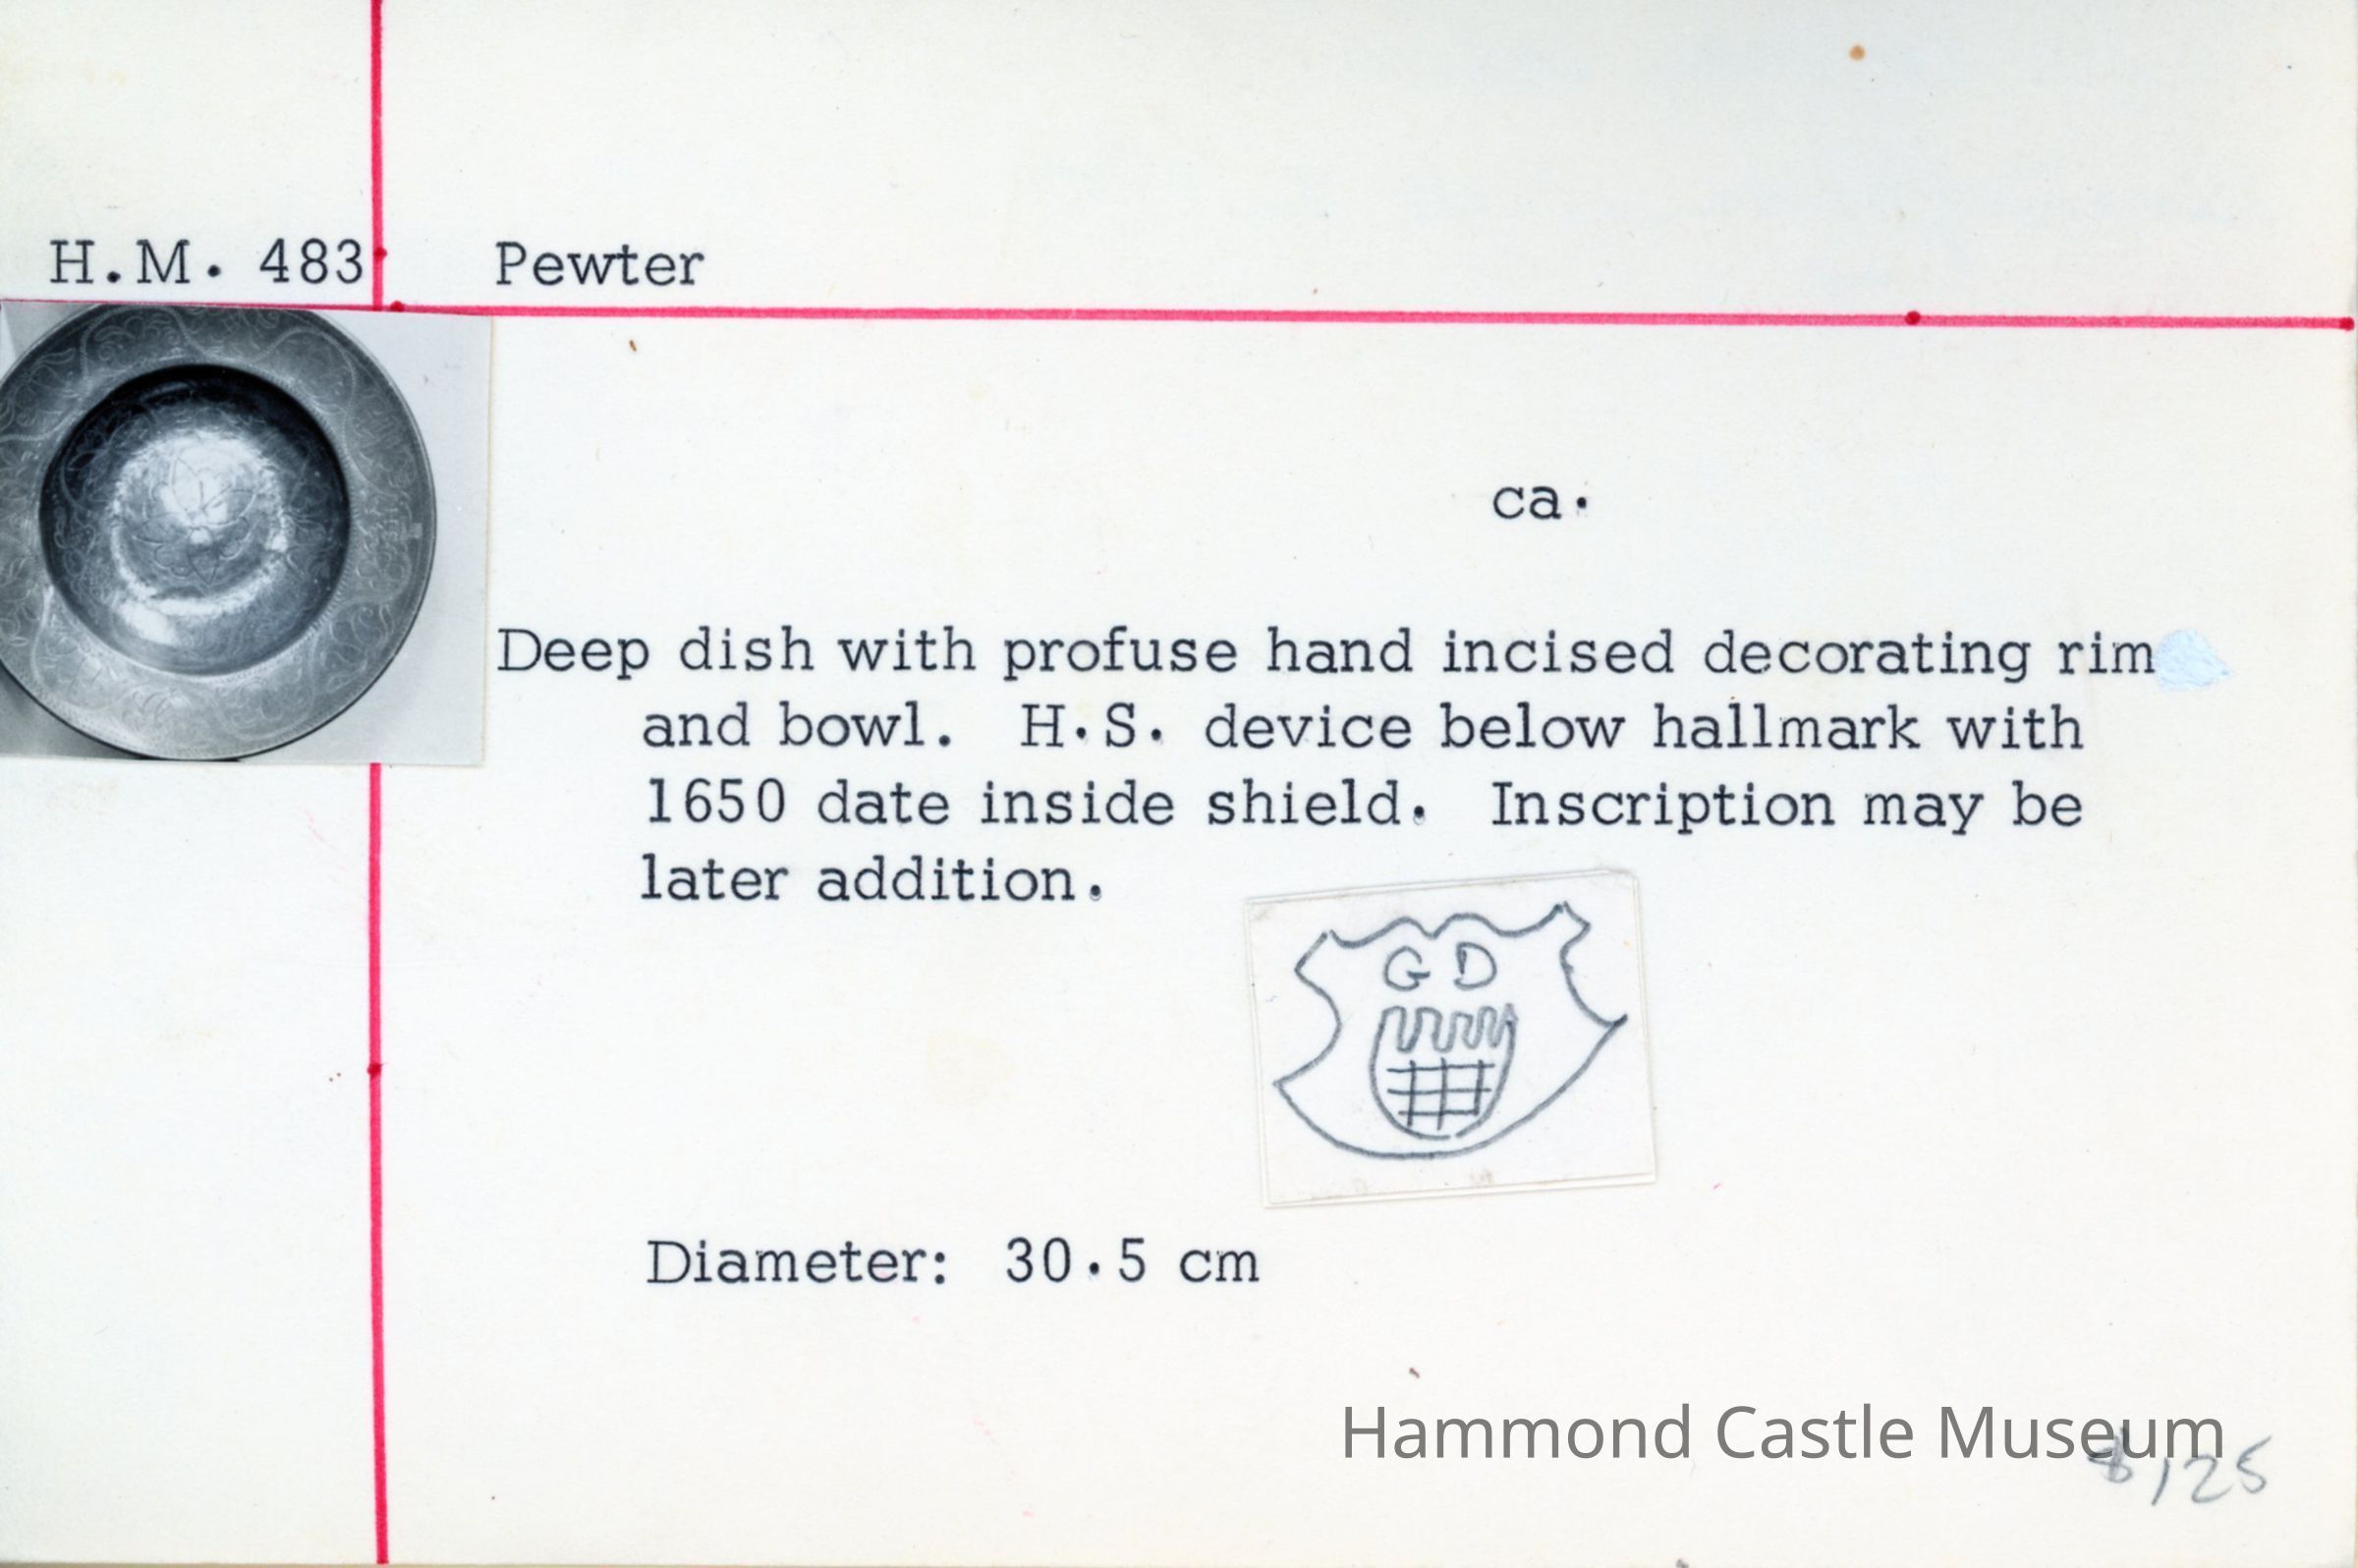 H.M. 483 Pewter
ca.
Deep dish with profuse hand incised decorating rim
and bowl. H.S. device below hallmark with
1650 date inside shield. Inscription may be
later addition.
G D
Diameter: 30.5 cm
Hammond Castle Museum
$125